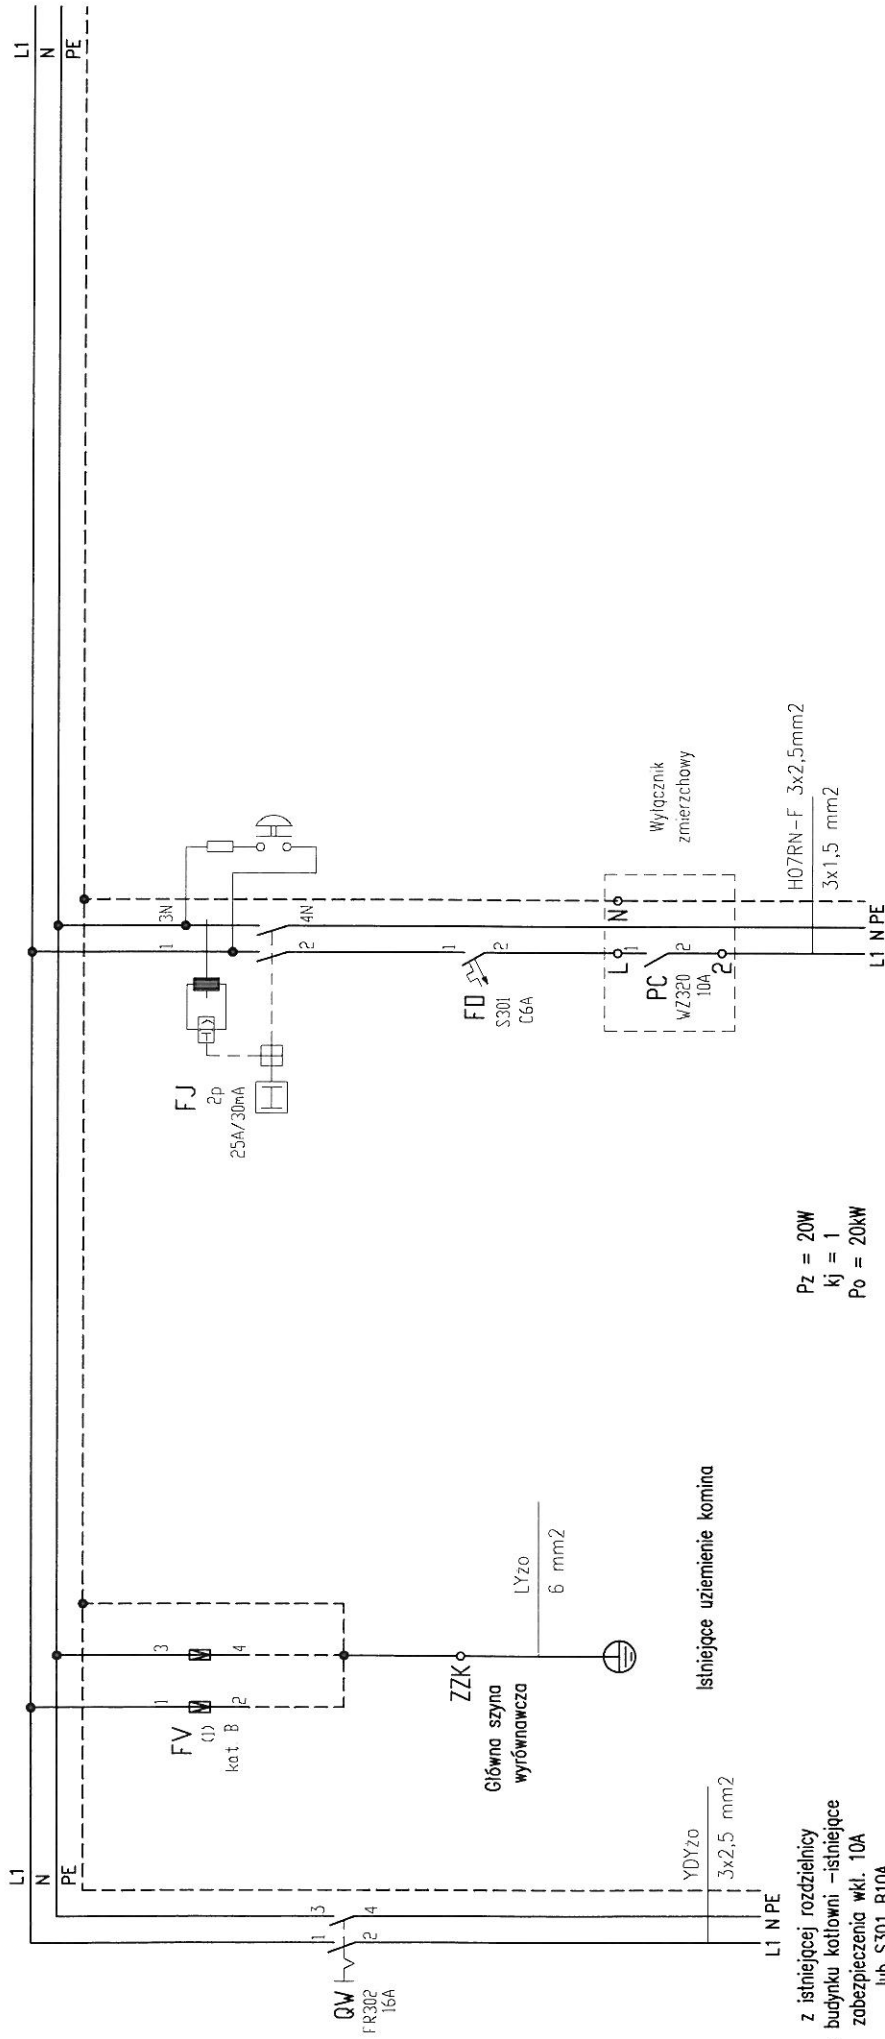 L1
N
PE
QW
FR302
16A
1
2
3
4
L1 N PE
YDYżo
3x2,5 mm2
z istniejącej rozdzielnicy
budynku kotłowni -istniejące
zabezpieczenia wkł. 10A
lub S301 B10A
FV
(1)
kat B
1
2
3
4
ZZK
Główna szyna
wyrównawcza
LYżo
6 mm2
Istniejące uziemienie komina
Pz = 20W
kj = 1
Po = 20kW
FJ
2p
25A/30mA
1
2
3N
4N
FD
S301
C6A
1
2
L
N
1
2
2
PC
WZ320
10A
Wyłącznik
zmierzchowy
H07RN-F 3x2,5mm2
3x1,5 mm2
L1 N PE
L1
N
PE